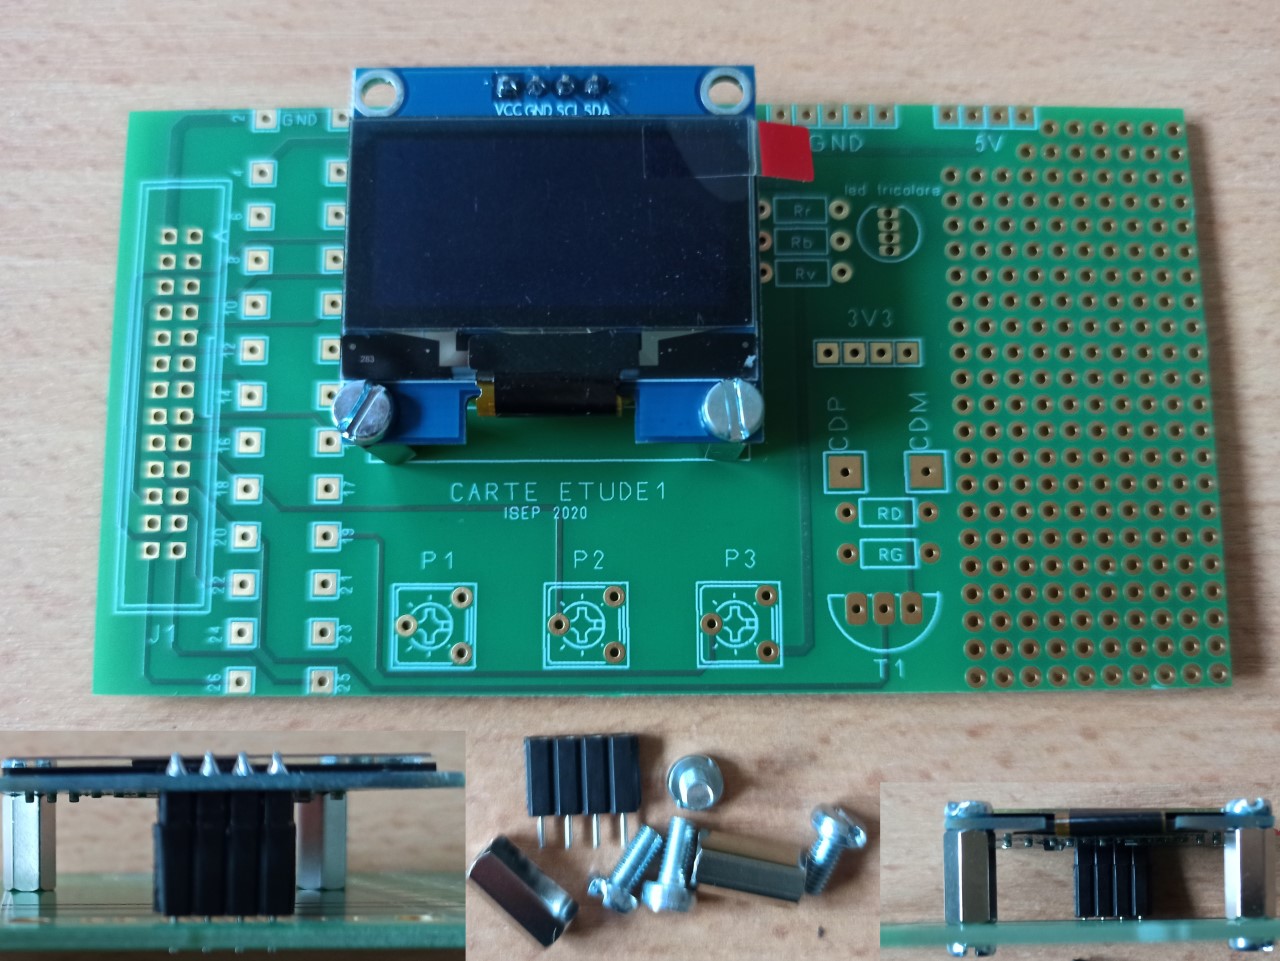 VCC GND SCL SDA
2
GND
GND
5V
4
led tricolore
6
Rr
8
Rb
Rv
10
3V3
12
283
14
CDP
CDM
16
18
17
CARTE ETUDE1
ISEP 2020
RD
20
19
P1
P2
P3
RG
22
21
24
23
J1
T1
26
25